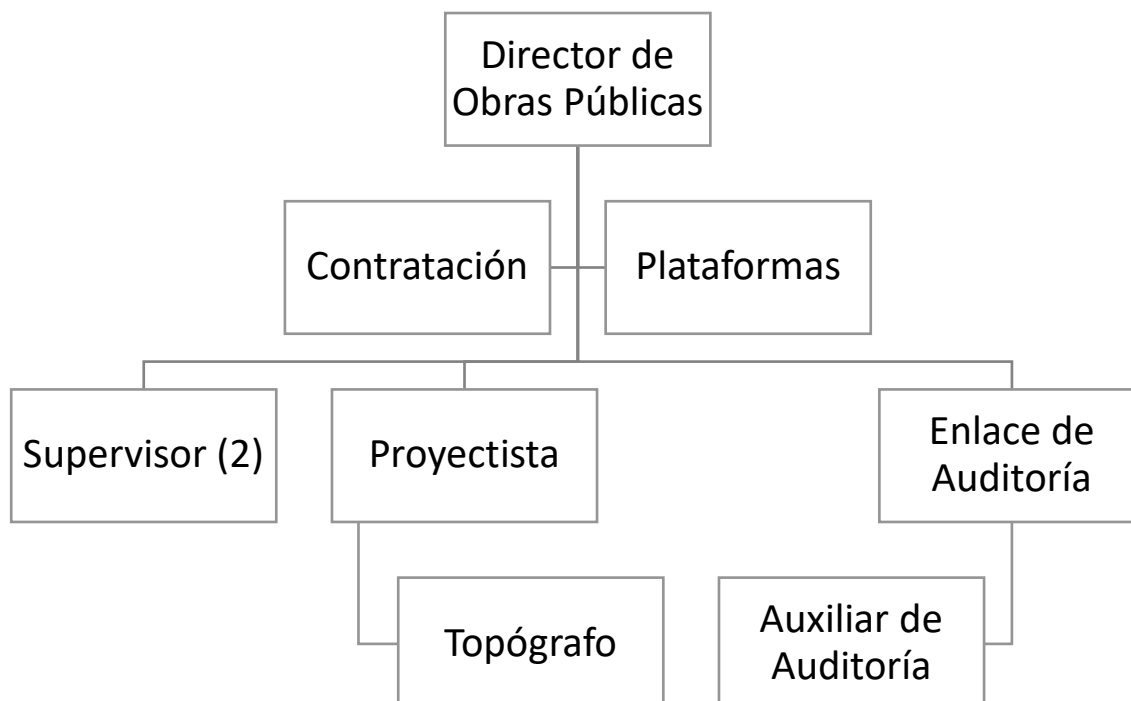 Director de
Obras Públicas
Contratación
Plataformas
Supervisor (2)
Proyectista
Enlace de
Auditoría
Topógrafo
Auxiliar de
Auditoría